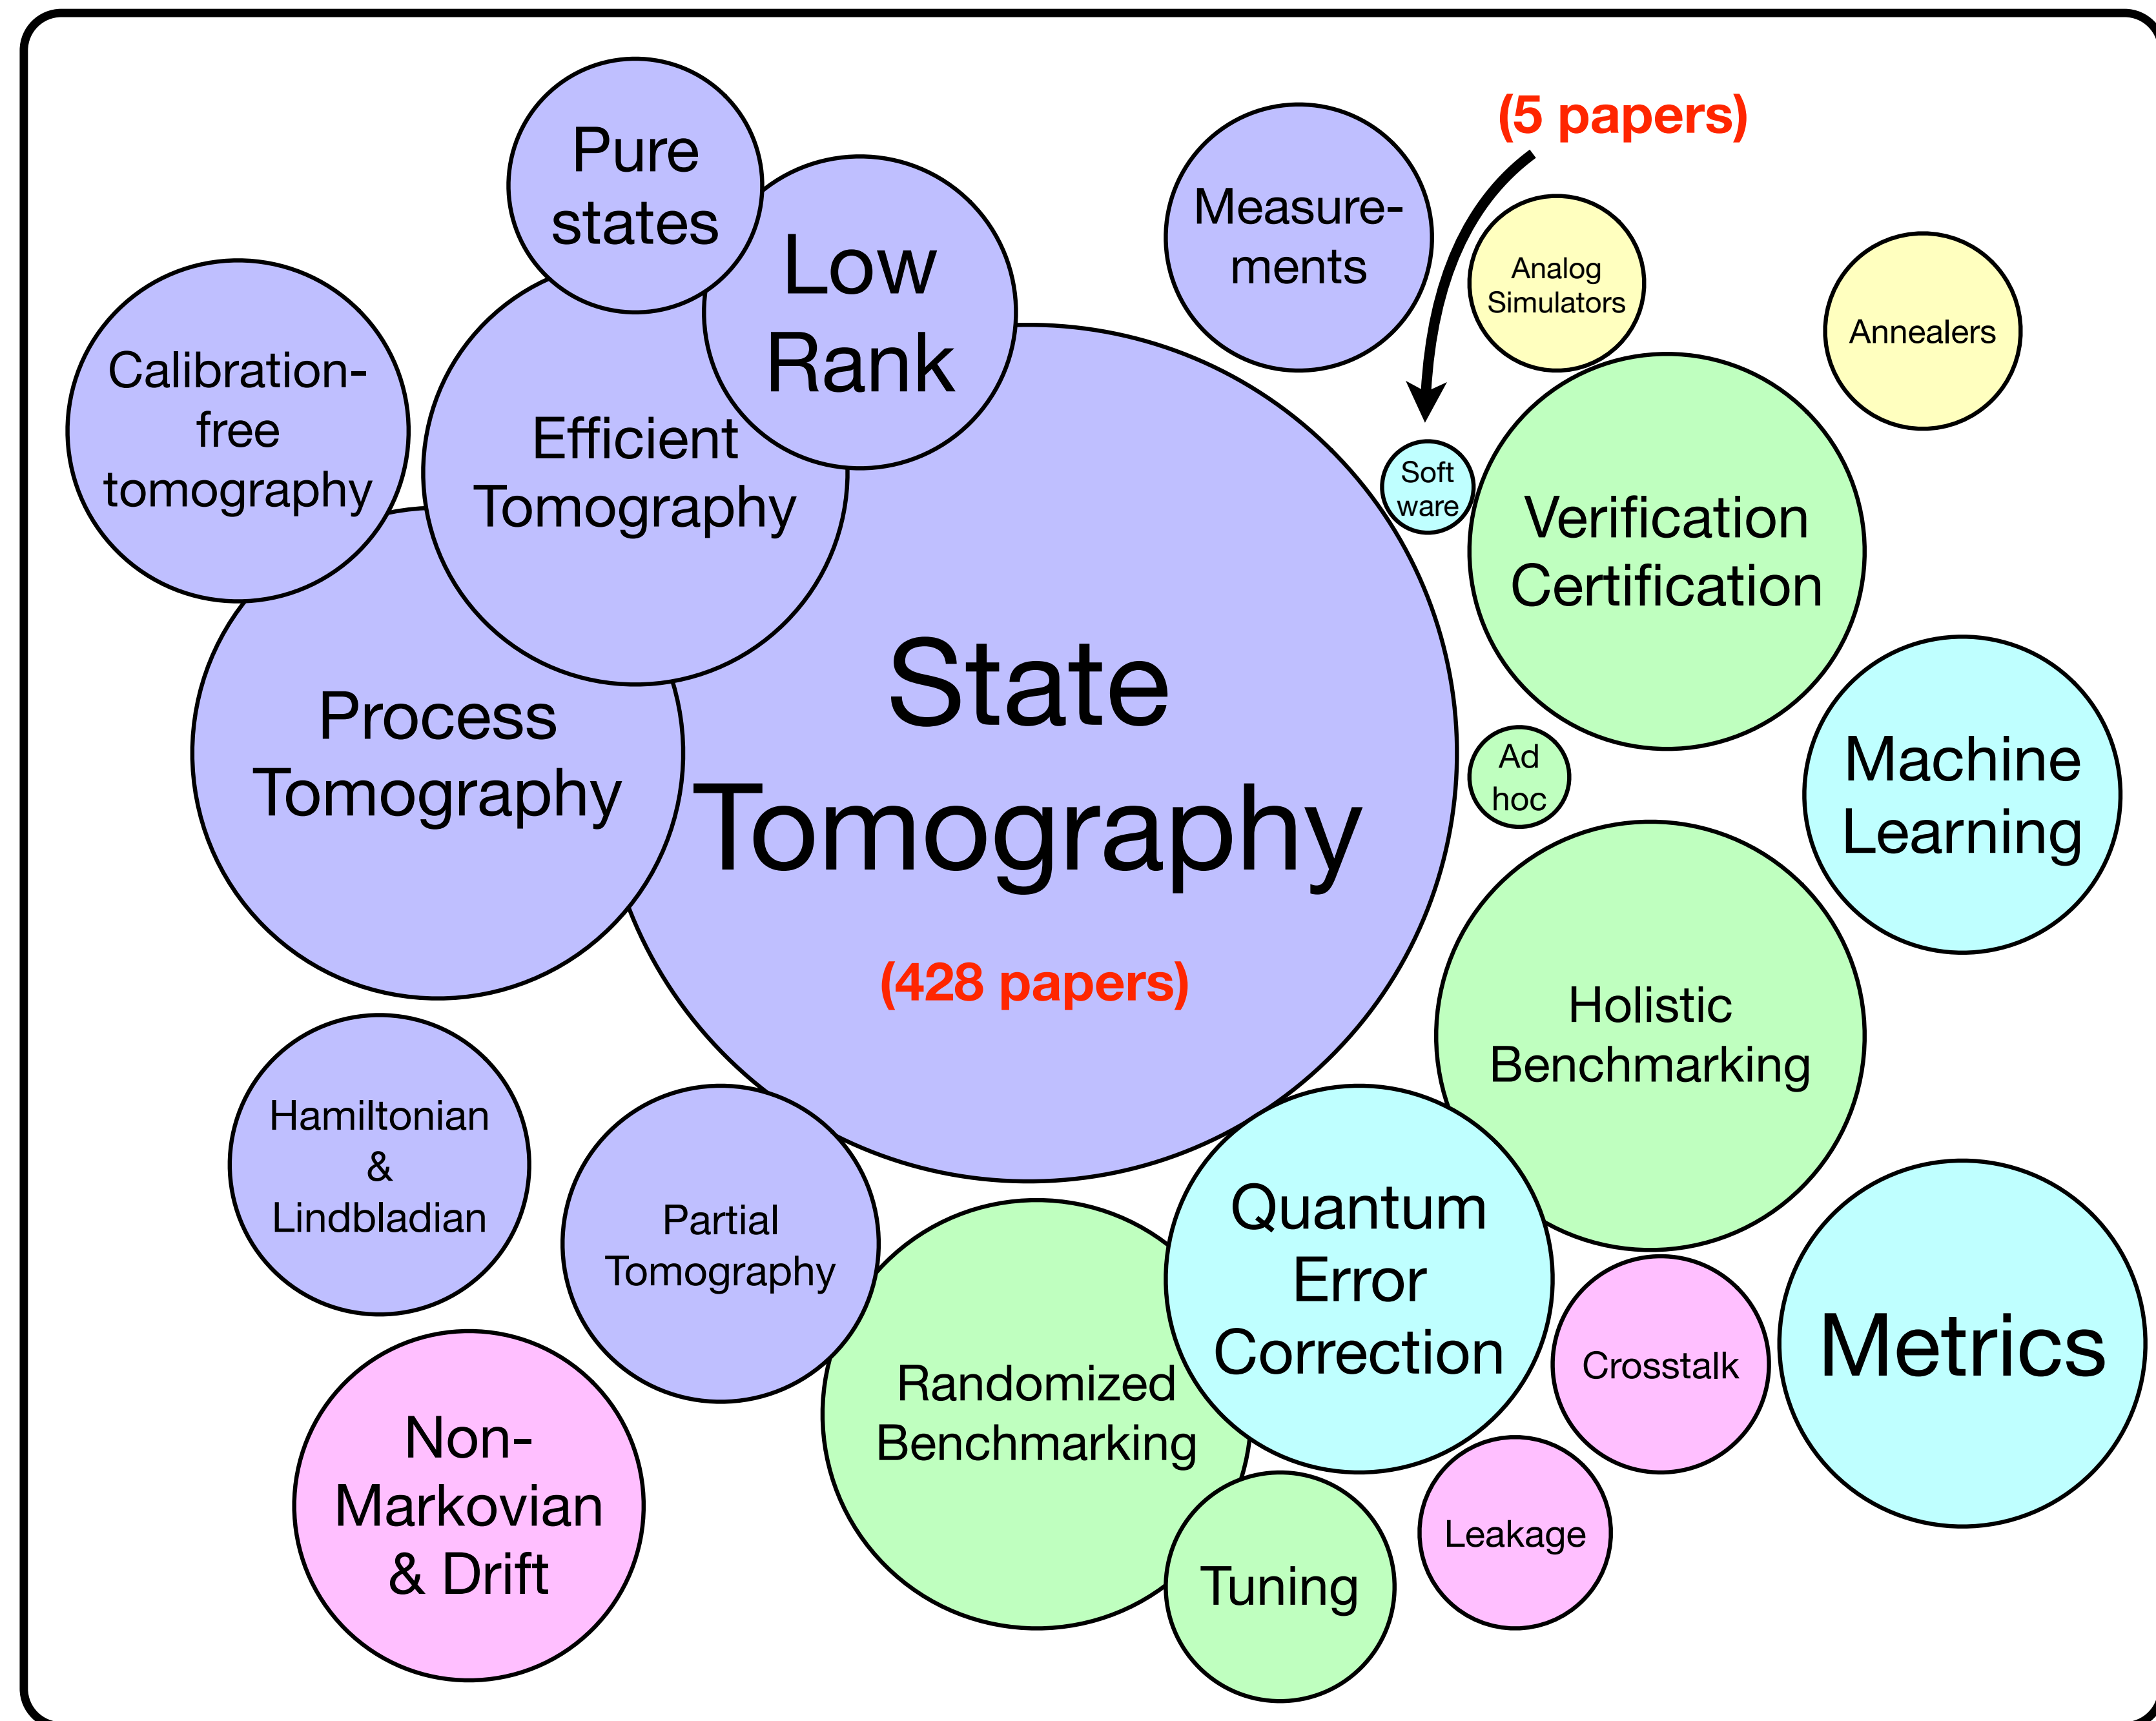 Pure
states
Low
Rank
Measure-
ments
(5 papers)
Analog
Simulators
Annealers
Calibration-
free
tomography
Efficient
Tomography
Soft
ware
Verification
Certification
Process
Tomography
State
Tomography
(428 papers)
Ad
hoc
Machine
Learning
Holistic
Benchmarking
Hamiltonian
&
Lindbladian
Partial
Tomography
Quantum
Error
Correction
Randomized
Benchmarking
Crosstalk
Metrics
Non-
Markovian
& Drift
Tuning
Leakage